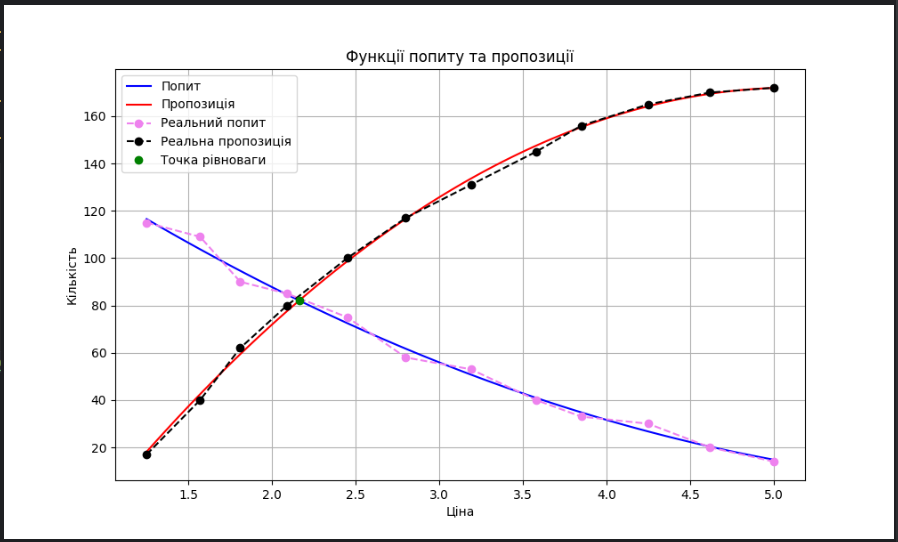 Функції попиту та пропозиції
Попит
Пропозиція
Реальний попит
Реальна пропозиція
Точка рівноваги
160
140
120
100
80
60
40
20
Кількість
1.5 2.0 2.5 3.0 3.5 4.0 4.5 5.0
Ціна